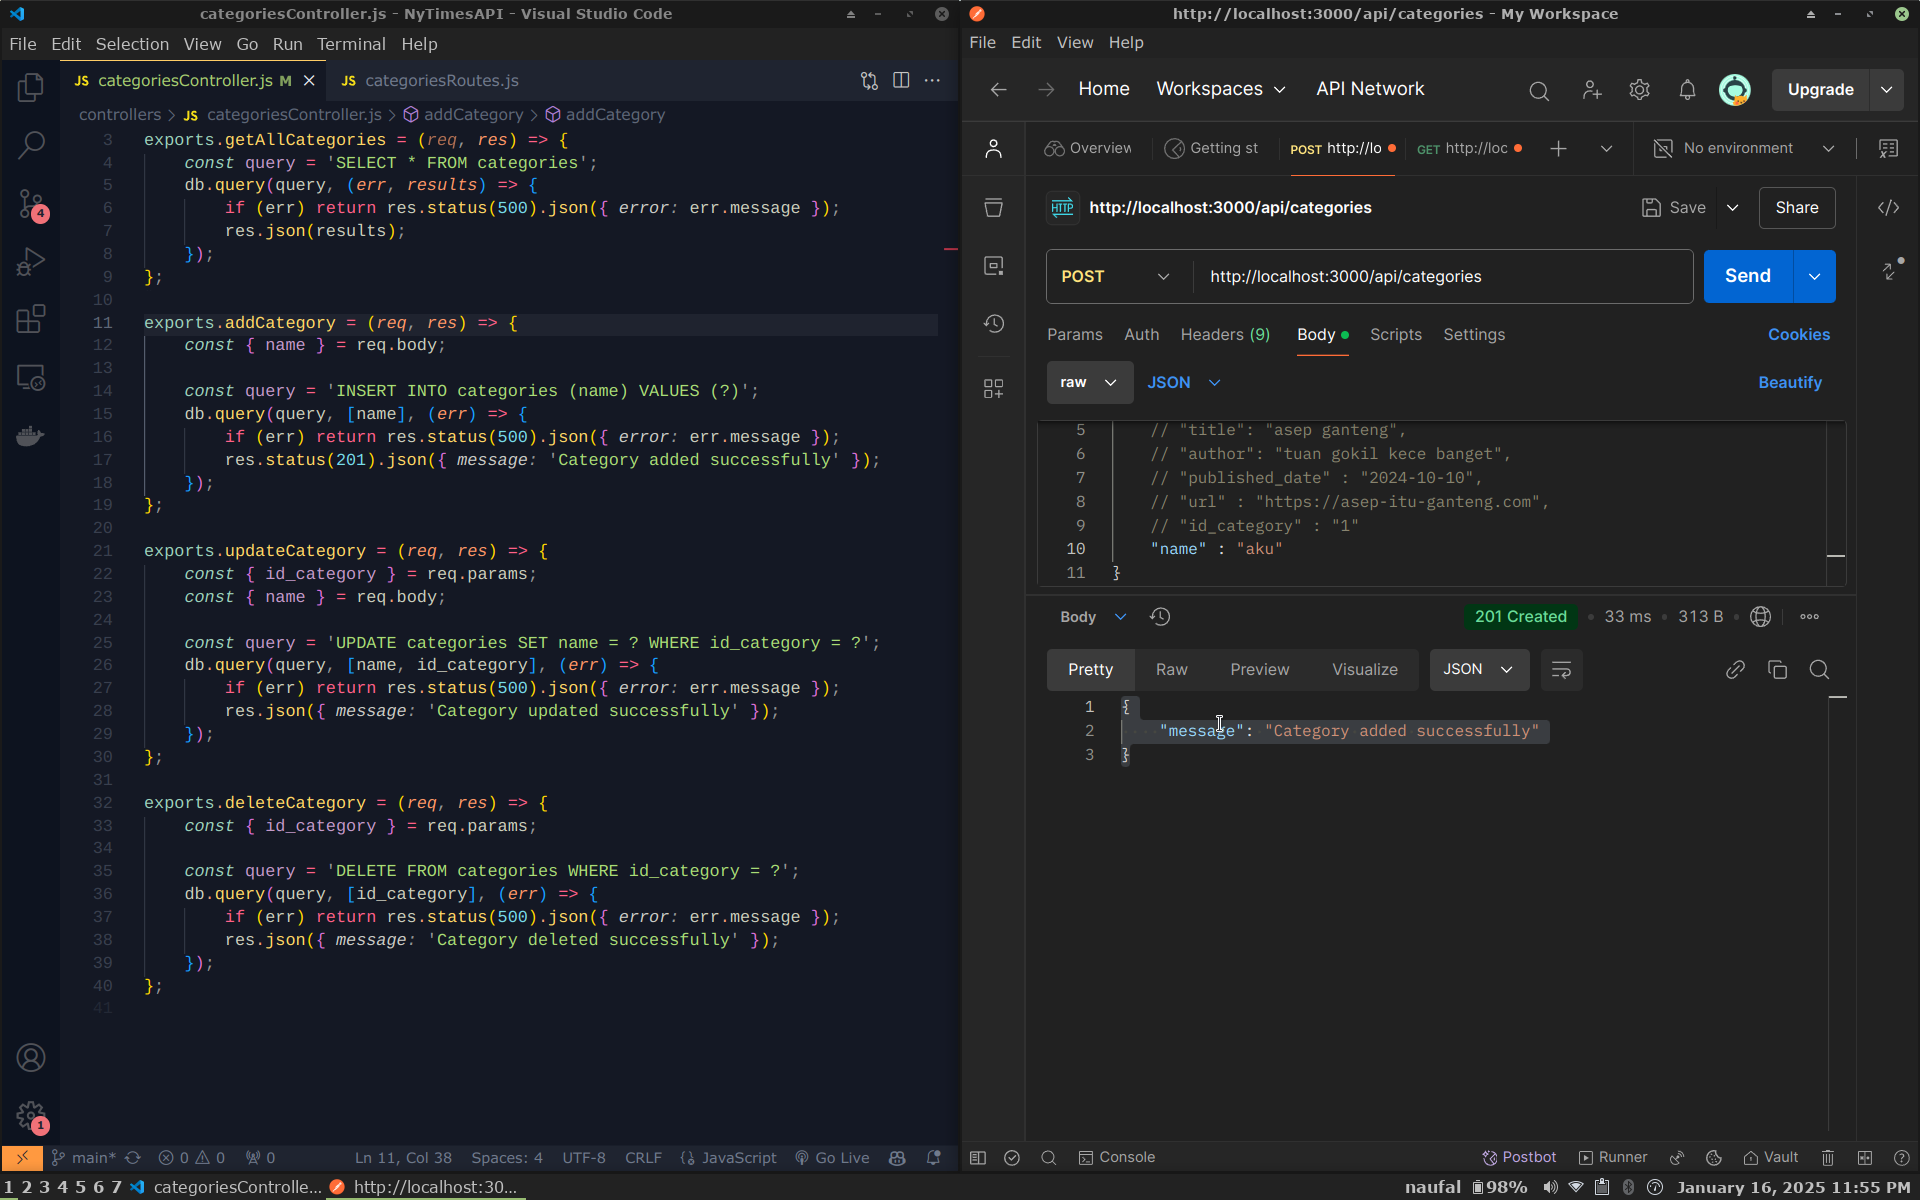 categoriesController.js - NyTimesAPI - Visual Studio Code
File Edit Selection View Go Run Terminal Help
JS categoriesController.js M
JS categoriesRoutes.js
controllers > JS categoriesController.js > addCategory > addCategory
3 exports.getAllCategories = (req, res) => {
4 const query = 'SELECT * FROM categories';
5 db.query(query, (err, results) => {
6 if (err) return res.status(500).json({ error: err.message });
7 res.json(results);
8 });
9 };
10
11 exports.addCategory = (req, res) => {
12 const { name } = req.body;
13
14 const query = 'INSERT INTO categories (name) VALUES (?)';
15 db.query(query, [name], (err) => {
16 if (err) return res.status(500).json({ error: err.message });
17 res.status(201).json({ message: 'Category added successfully' });
18 });
19 };
20
21 exports.updateCategory = (req, res) => {
22 const { id_category } = req.params;
23 const { name } = req.body;
24
25 const query = 'UPDATE categories SET name = ? WHERE id_category = ?';
26 db.query(query, [name, id_category], (err) => {
27 if (err) return res.status(500).json({ error: err.message });
28 res.json({ message: 'Category updated successfully' });
29 });
30 };
31
32 exports.deleteCategory = (req, res) => {
33 const { id_category } = req.params;
34
35 const query = 'DELETE FROM categories WHERE id_category = ?';
36 db.query(query, [id_category], (err) => {
37 if (err) return res.status(500).json({ error: err.message });
38 res.json({ message: 'Category deleted successfully' });
39 });
40 };
41
4
1
main* 0 0 0 Ln 11, Col 38 Spaces: 4 UTF-8 CRLF JavaScript Go Live
http://localhost:3000/api/categories - My Workspace
File Edit View Help
Home Workspaces API Network Upgrade
Overview Getting st POST http://lo GET http://loc No environment
HTTP http://localhost:3000/api/categories Save Share
POST http://localhost:3000/api/categories Send
Params Auth Headers (9) Body Scripts Settings Cookies
raw JSON Beautify
5 // "title": "asep ganteng",
6 // "author": "tuan gokil kece banget",
7 // "published_date" : "2024-10-10",
8 // "url" : "https://asep-itu-ganteng.com",
9 // "id_category" : "1"
10 "name" : "aku"
11 }
Body 201 Created 33 ms 313 B
Pretty Raw Preview Visualize JSON
1 {
2 "message": "Category added successfully"
3 }
Console Postbot Runner Vault
1 2 3 4 5 6 7 categoriesControlle... http://localhost:30... naufal 98% January 16, 2025 11:55 PM